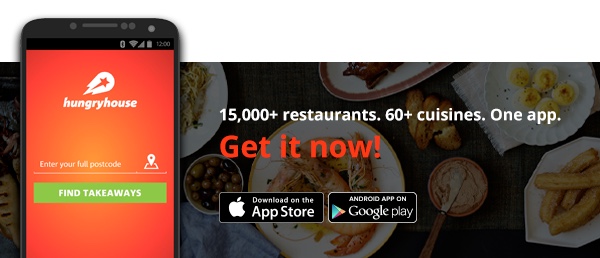 12:00
hungryhouse
Enter your full postcode
FIND TAKEAWAYS
15,000+ restaurants. 60+ cuisines. One app.
Get it now!
Download on the
App Store
ANDROID APP ON
Google play